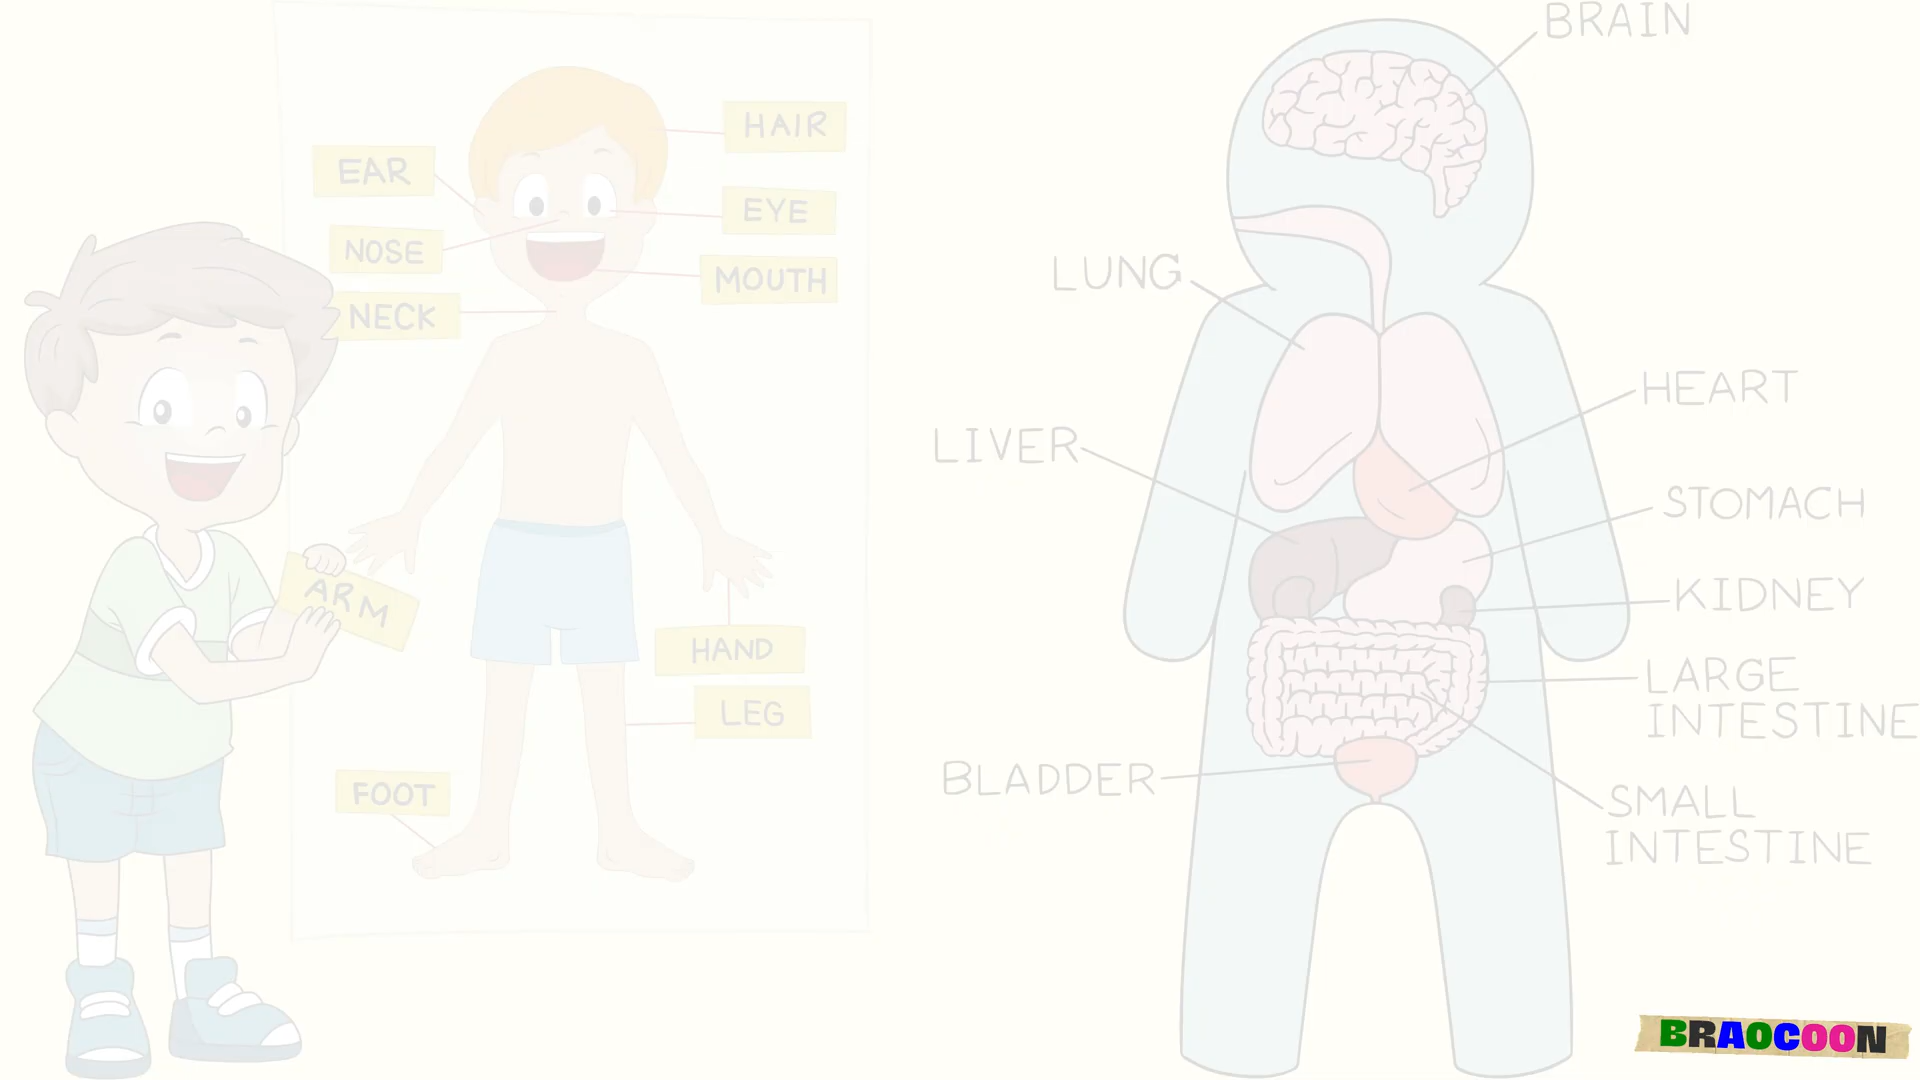 HAIR
EAR
EYE
NOSE
MOUTH
NECK
ARM
HAND
LEG
FOOT
BRAIN
LUNG
HEART
LIVER
STOMACH
KIDNEY
LARGE
INTESTINE
BLADDER
SMALL
INTESTINE
BRAOCOON